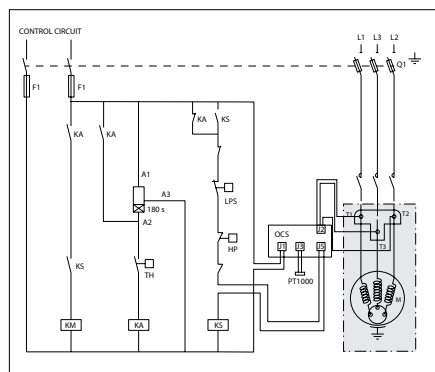 CONTROL CIRCUIT
L1 L3 L2
Q1
F1 F1
KA KA KA KS
A1
A3
180 s
A2
LPS
T1 T2
J2
OCS
J1 J3 J5
T3
HP
KS
TH
PT1000
M
KM KA KS